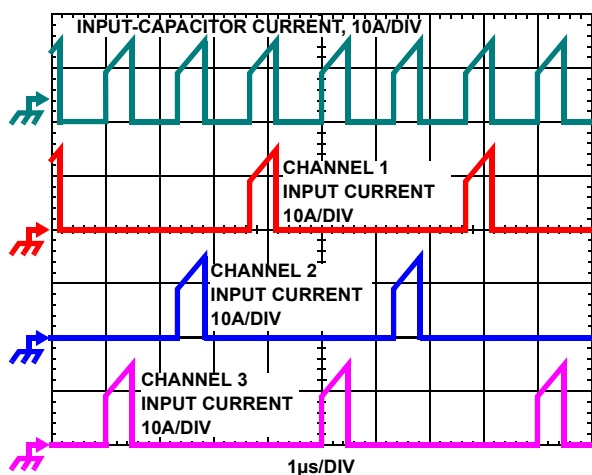 INPUT-CAPACITOR CURRENT, 10A/DIV
CHANNEL 1
INPUT CURRENT
10A/DIV
CHANNEL 2
INPUT CURRENT
10A/DIV
CHANNEL 3
INPUT CURRENT
10A/DIV
1µs/DIV